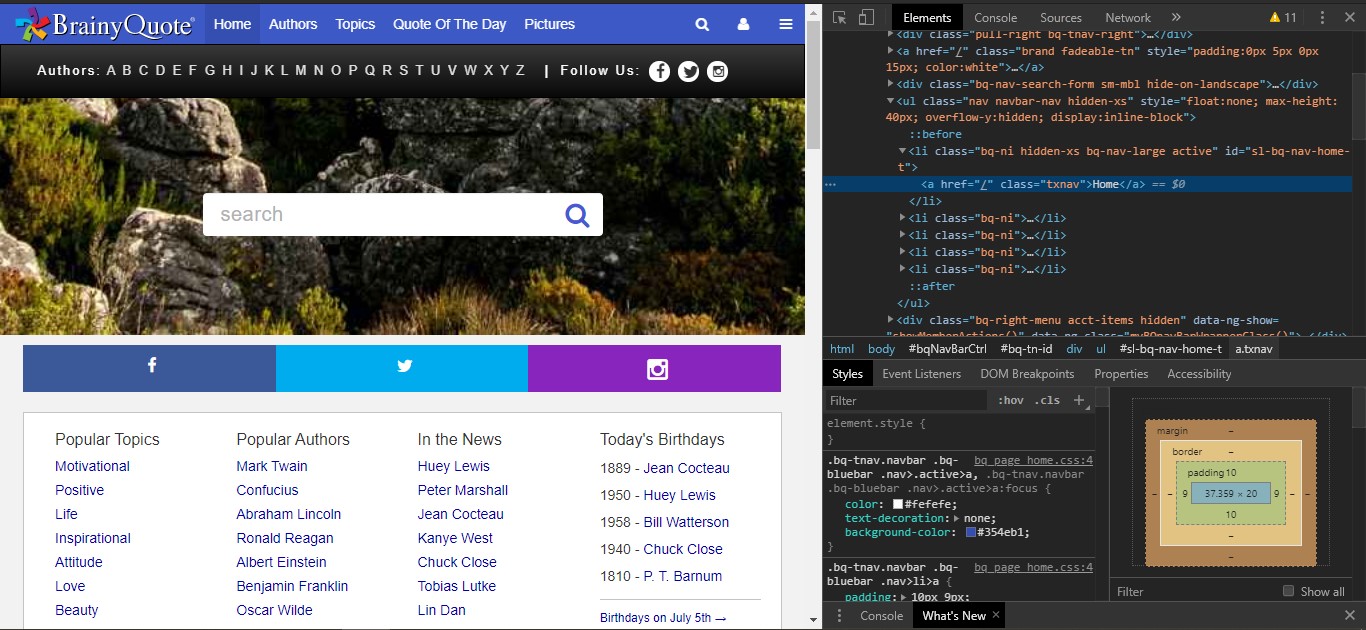 BrainyQuote®
Home Authors Topics Quote Of The Day Pictures
Authors: A B C D E F G H I J K L M N O P Q R S T U V W X Y Z | Follow Us:
search
Popular Topics
Motivational
Positive
Life
Inspirational
Attitude
Love
Beauty
Popular Authors
Mark Twain
Confucius
Abraham Lincoln
Ronald Reagan
Albert Einstein
Benjamin Franklin
Oscar Wilde
In the News
Huey Lewis
Peter Marshall
Jean Cocteau
Kanye West
Chuck Close
Tobias Lutke
Lin Dan
Today's Birthdays
1889 - Jean Cocteau
1950 - Huey Lewis
1958 - Bill Watterson
1940 - Chuck Close
1810 - P. T. Barnum
Birthdays on July 5th →
Elements Console Sources Network » 11
<div class="pull-right bq-tnav-right">…</div>
<a href="/" class="brand fadeable-tn" style="padding:0px 5px 0px
15px; color:white">…</a>
<div class="bq-nav-search-form sm-mbl hide-on-landscape">…</div>
<ul class="nav navbar-nav hidden-xs" style="float:none; max-height:
40px; overflow-y:hidden; display:inline-block">
::before
<li class="bq-ni hidden-xs bq-nav-large active" id="sl-bq-nav-home-
t">
<a href="/" class="txnav">Home</a> == $0
</li>
<li class="bq-ni">…</li>
<li class="bq-ni">…</li>
<li class="bq-ni">…</li>
<li class="bq-ni">…</li>
::after
</ul>
<div class="bq-right-menu acct-items hidden" data-ng-show=
"showMemberActions()" data-ng-class="myBQnavBarWrapperClass()">…</div>
html body #bqNavBarCtrl #bq-tn-id div ul #sl-bq-nav-home-t a.txnav
Styles Event Listeners DOM Breakpoints Properties Accessibility
Filter :hov .cls +
element.style {
}
.bq-tnav.navbar .bq- bq_page_home.css:4
bluebar .nav>.active>a, .bq-tnav.navbar
.bq-bluebar .nav>.active>a:focus {
color: #fefefe;
text-decoration: none;
background-color: #354eb1;
}
.bq-tnav.navbar .bq- bq_page_home.css:4
bluebar .nav>li>a {
padding: 10px 9px;
margin –
border –
padding 10
– – 9 37.359 × 20 9 – –
10
–
–
Filter Show all
Console What's New ×